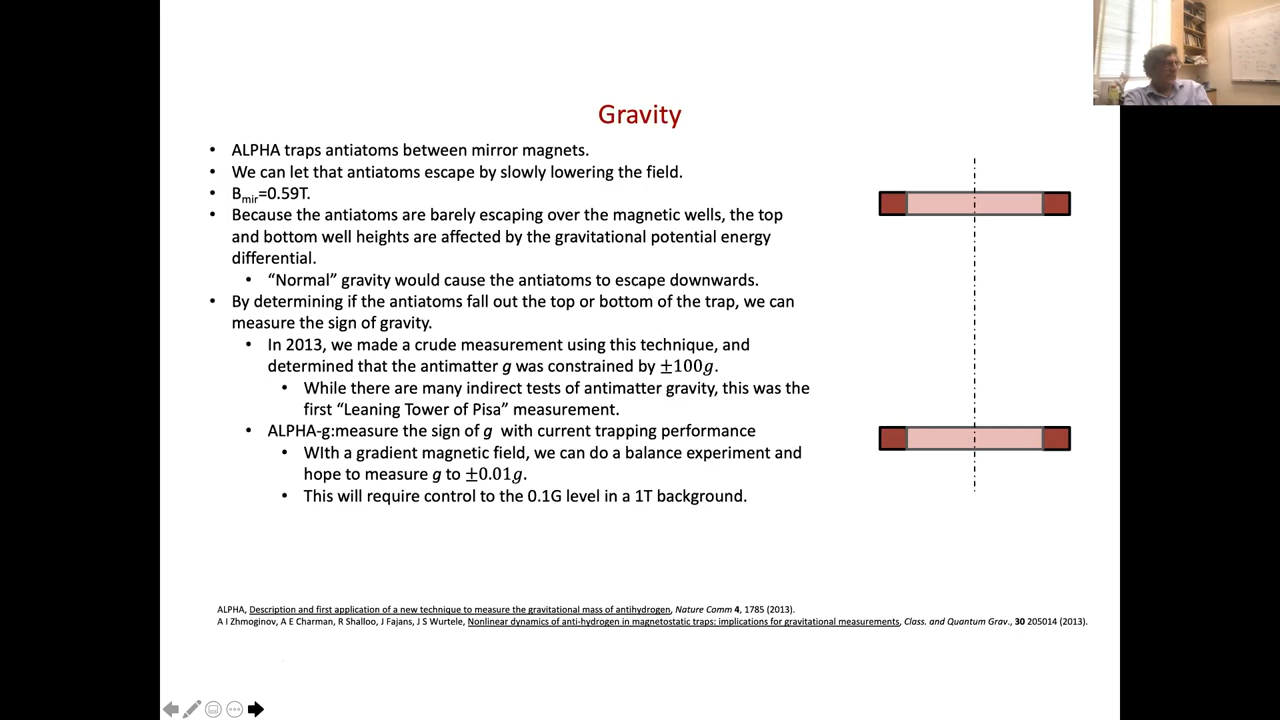 Gravity
• ALPHA traps antiatoms between mirror magnets.
• We can let that antiatoms escape by slowly lowering the field.
• Bmir=0.59T.
• Because the antiatoms are barely escaping over the magnetic wells, the top
and bottom well heights are affected by the gravitational potential energy
differential.
• “Normal” gravity would cause the antiatoms to escape downwards.
• By determining if the antiatoms fall out the top or bottom of the trap, we can
measure the sign of gravity.
• In 2013, we made a crude measurement using this technique, and
determined that the antimatter g was constrained by ±100g.
• While there are many indirect tests of antimatter gravity, this was the
first “Leaning Tower of Pisa” measurement.
• ALPHA-g:measure the sign of g with current trapping performance
• WIth a gradient magnetic field, we can do a balance experiment and
hope to measure g to ±0.01g.
• This will require control to the 0.1G level in a 1T background.
ALPHA, Description and first application of a new technique to measure the gravitational mass of antihydrogen, Nature Comm 4, 1785 (2013).
A I Zhmoginov, A E Charman, R Shalloo, J Fajans, J S Wurtele, Nonlinear dynamics of anti-hydrogen in magnetostatic traps: implications for gravitational measurements, Class. and Quantum Grav., 30 205014 (2013).